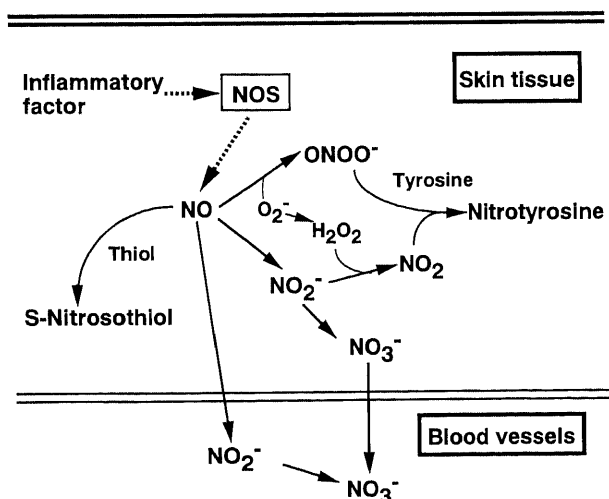 Inflammatory
factor
NOS
Skin tissue
ONOO⁻
Tyrosine
NO
O₂⁻
Nitrotyrosine
H₂O₂
Thiol
NO₂
NO₂⁻
S-Nitrosothiol
NO₃⁻
Blood vessels
NO₂⁻
NO₃⁻